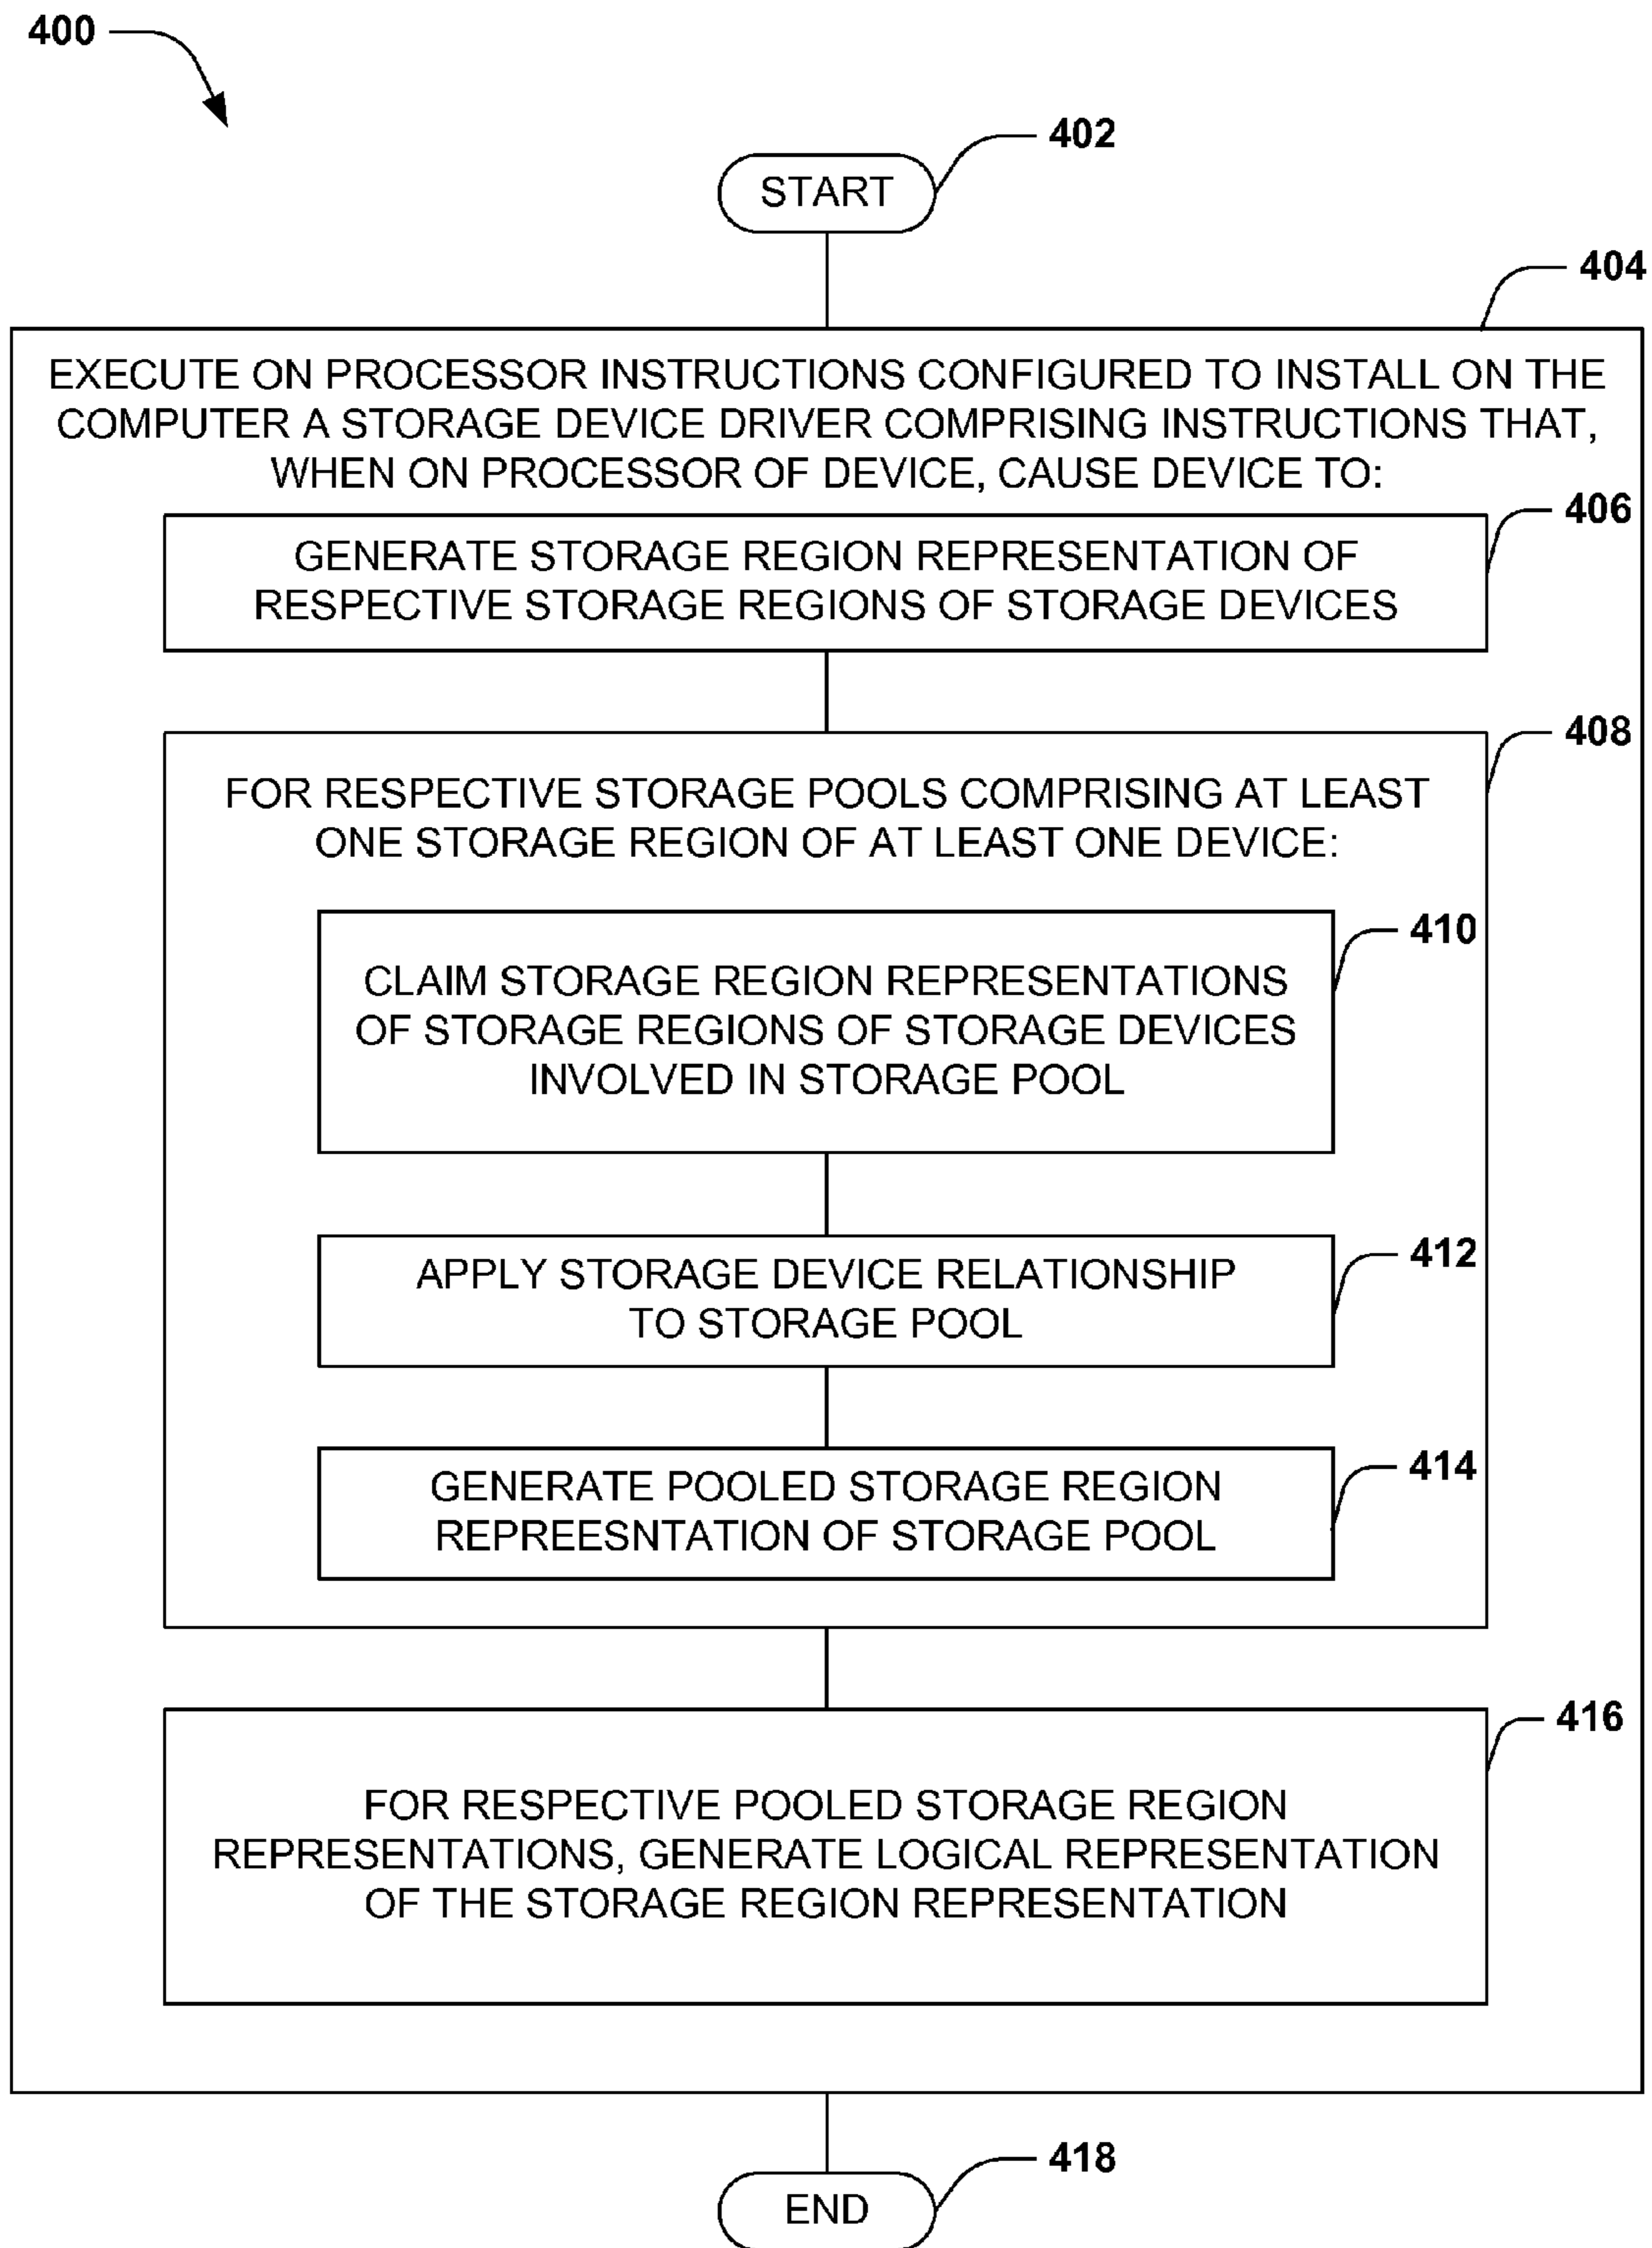 400
402
START
404
EXECUTE ON PROCESSOR INSTRUCTIONS CONFIGURED TO INSTALL ON THE
COMPUTER A STORAGE DEVICE DRIVER COMPRISING INSTRUCTIONS THAT,
WHEN ON PROCESSOR OF DEVICE, CAUSE DEVICE TO:
406
GENERATE STORAGE REGION REPRESENTATION OF
RESPECTIVE STORAGE REGIONS OF STORAGE DEVICES
408
FOR RESPECTIVE STORAGE POOLS COMPRISING AT LEAST
ONE STORAGE REGION OF AT LEAST ONE DEVICE:
410
CLAIM STORAGE REGION REPRESENTATIONS
OF STORAGE REGIONS OF STORAGE DEVICES
INVOLVED IN STORAGE POOL
412
APPLY STORAGE DEVICE RELATIONSHIP
TO STORAGE POOL
414
GENERATE POOLED STORAGE REGION
REPREESNTATION OF STORAGE POOL
416
FOR RESPECTIVE POOLED STORAGE REGION
REPRESENTATIONS, GENERATE LOGICAL REPRESENTATION
OF THE STORAGE REGION REPRESENTATION
418
END